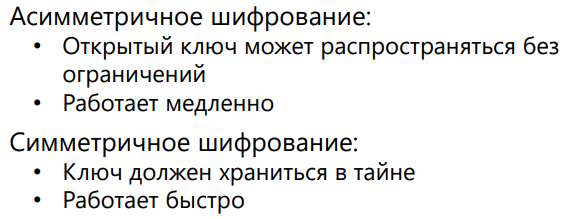 Асимметричное шифрование:
• Открытый ключ может распространяться без
ограничений
• Работает медленно
Симметричное шифрование:
• Ключ должен храниться в тайне
• Работает быстро